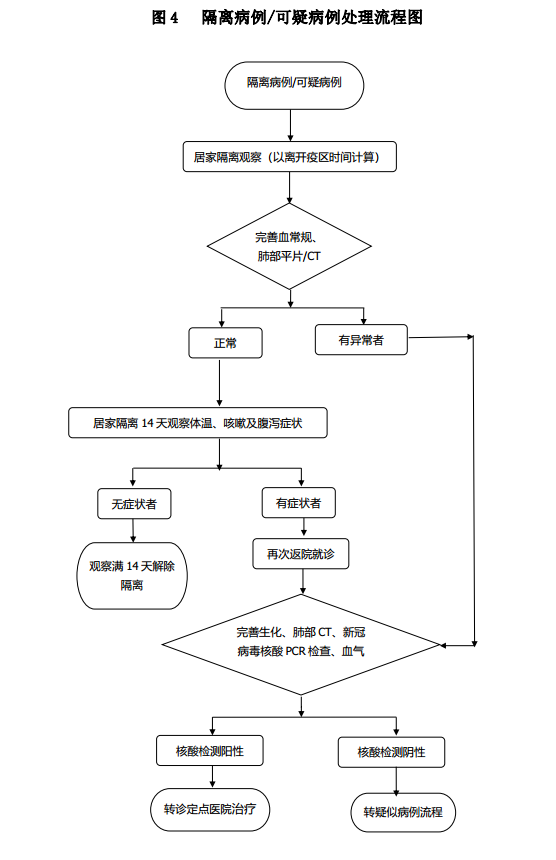 图 4 隔离病例/可疑病例处理流程图
隔离病例/可疑病例
居家隔离观察（以离开疫区时间计算）
完善血常规、
肺部平片/CT
正常
有异常者
居家隔离 14 天观察体温、咳嗽及腹泻症状
无症状者
有症状者
观察满 14 天解除
隔离
再次返院就诊
完善生化、肺部 CT、新冠
病毒核酸 PCR 检查、血气
核酸检测阳性
核酸检测阴性
转诊定点医院治疗
转疑似病例流程